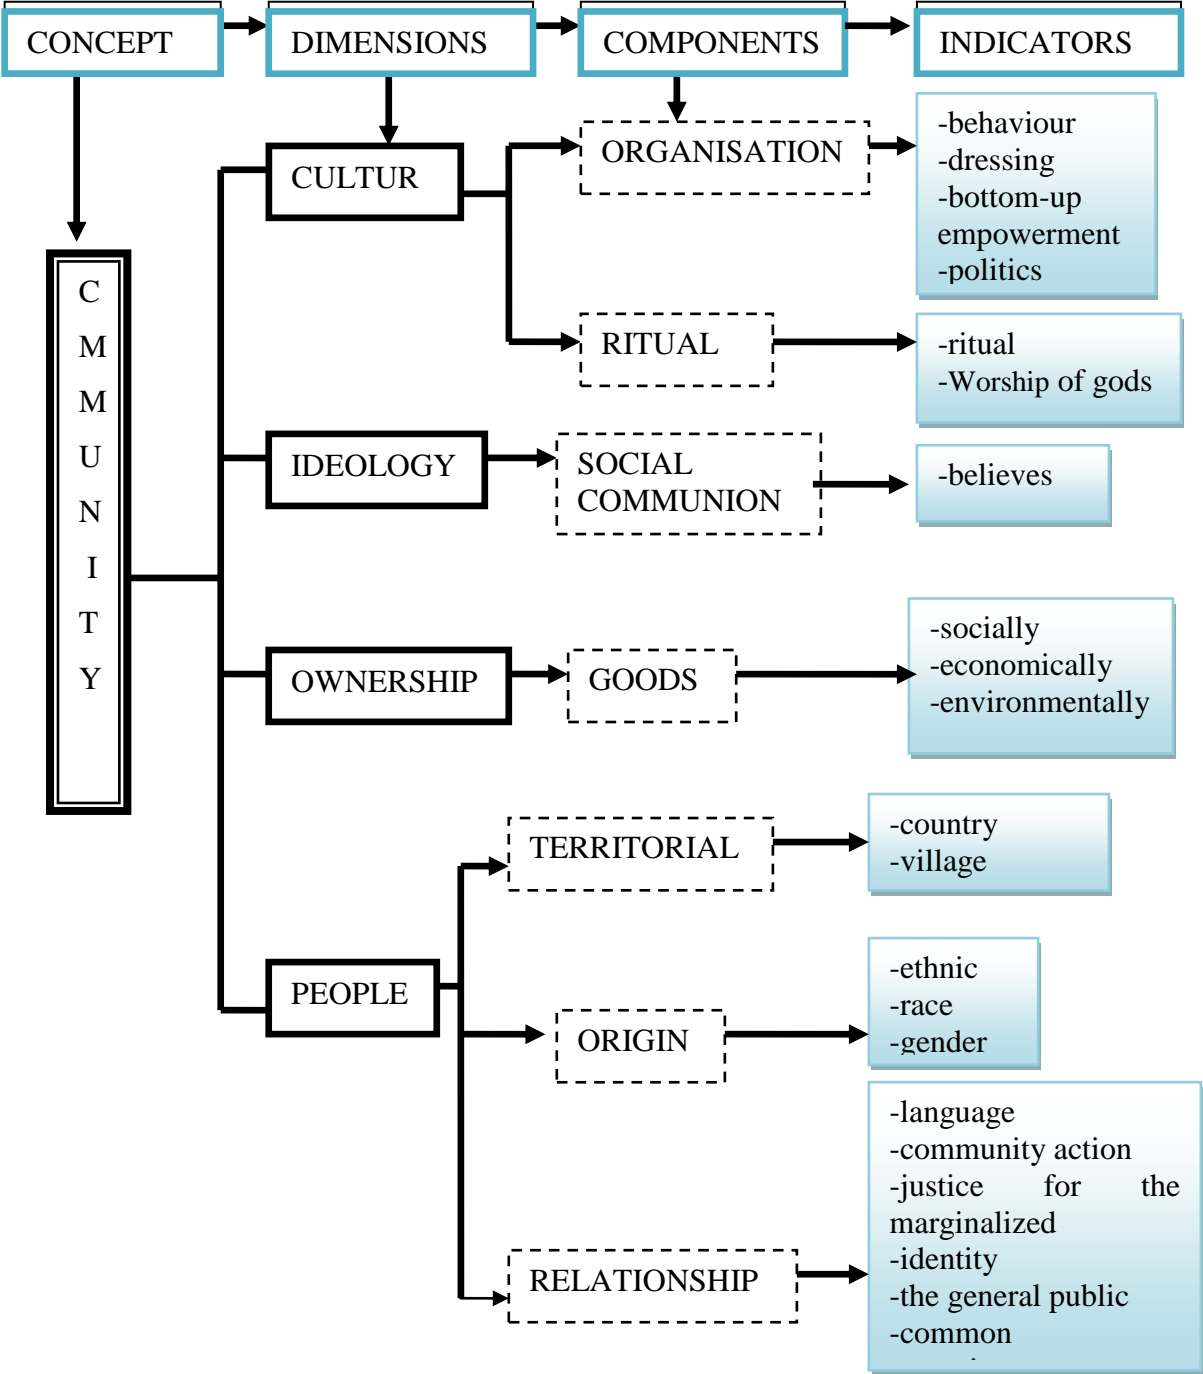 CONCEPT
DIMENSIONS
COMPONENTS
INDICATORS
C
M
M
U
N
I
T
Y
CULTUR
ORGANISATION
-behaviour
-dressing
-bottom-up
empowerment
-politics
RITUAL
-ritual
-Worship of gods
IDEOLOGY
SOCIAL
COMMUNION
-believes
OWNERSHIP
GOODS
-socially
-economically
-environmentally
PEOPLE
TERRITORIAL
-country
-village
ORIGIN
-ethnic
-race
-gender
RELATIONSHIP
-language
-community action
-justice for the
marginalized
-identity
-the general public
-common